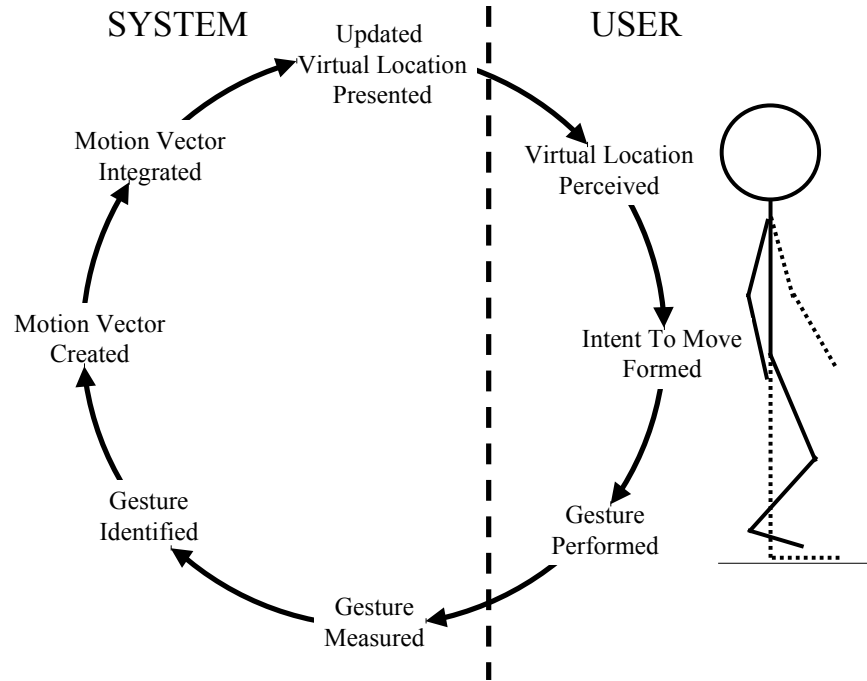 SYSTEM
USER
Updated
Virtual Location
Presented
Virtual Location
Perceived
Intent To Move
Formed
Gesture
Performed
Gesture
Measured
Gesture
Identified
Motion Vector
Created
Motion Vector
Integrated